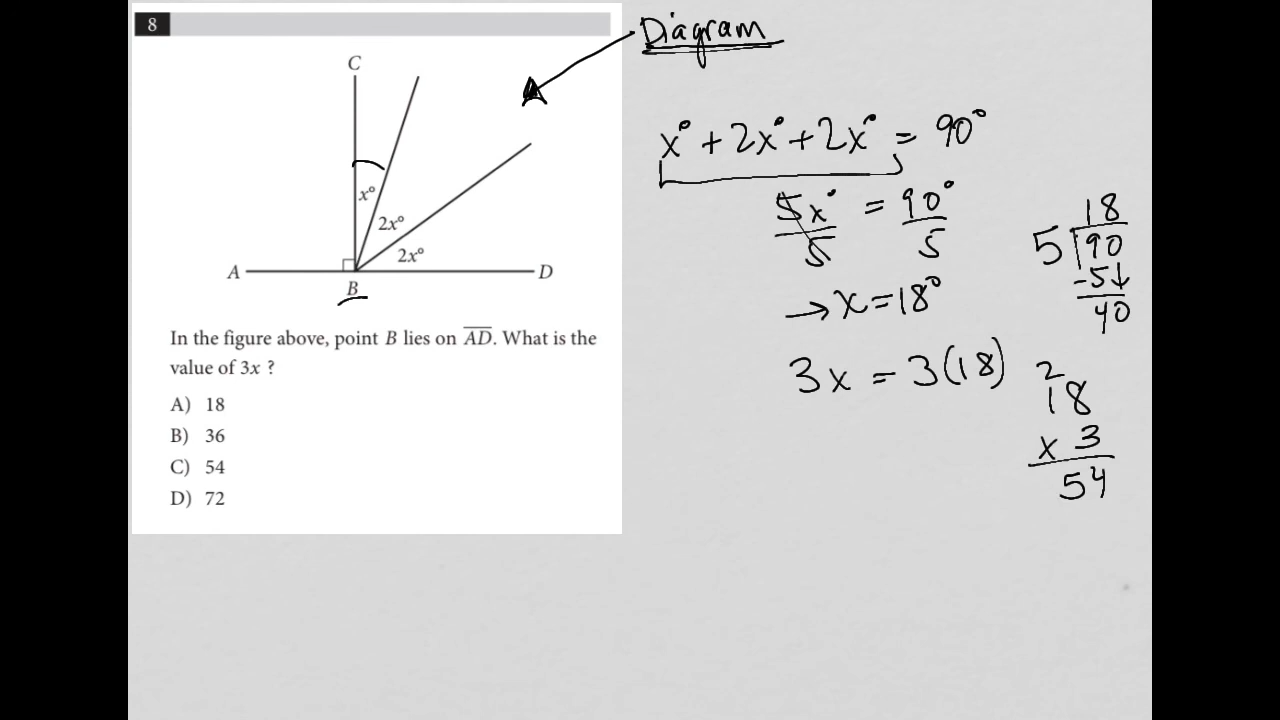 8
C
x°
2x°
2x°
A
D
B
In the figure above, point B lies on AD. What is the
value of 3x ?
A) 18
B) 36
C) 54
D) 72
Diagram
x° + 2x° + 2x° = 90°
5x° = 90°
5 5
→ x = 18°
3x = 3(18)
18
5 90
-5↓
40
2
18
x 3
54